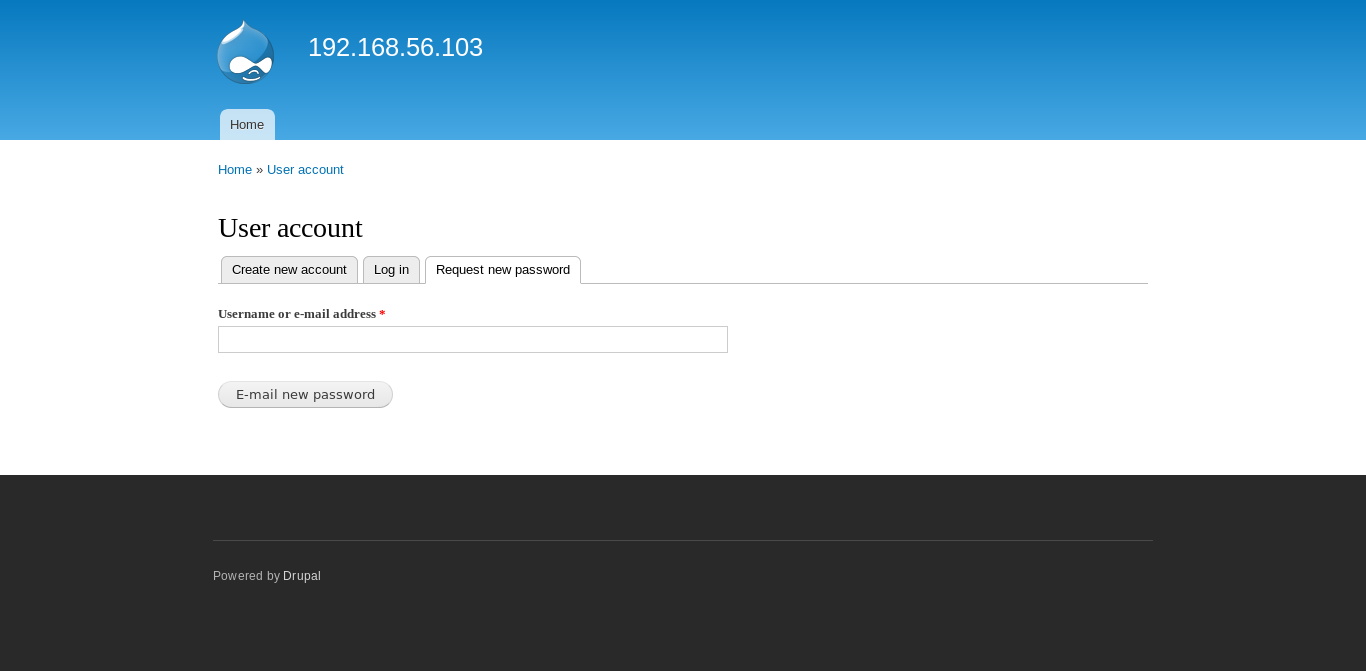 192.168.56.103
Home
Home » User account
User account
Create new account
Log in
Request new password
Username or e-mail address *
E-mail new password
Powered by Drupal